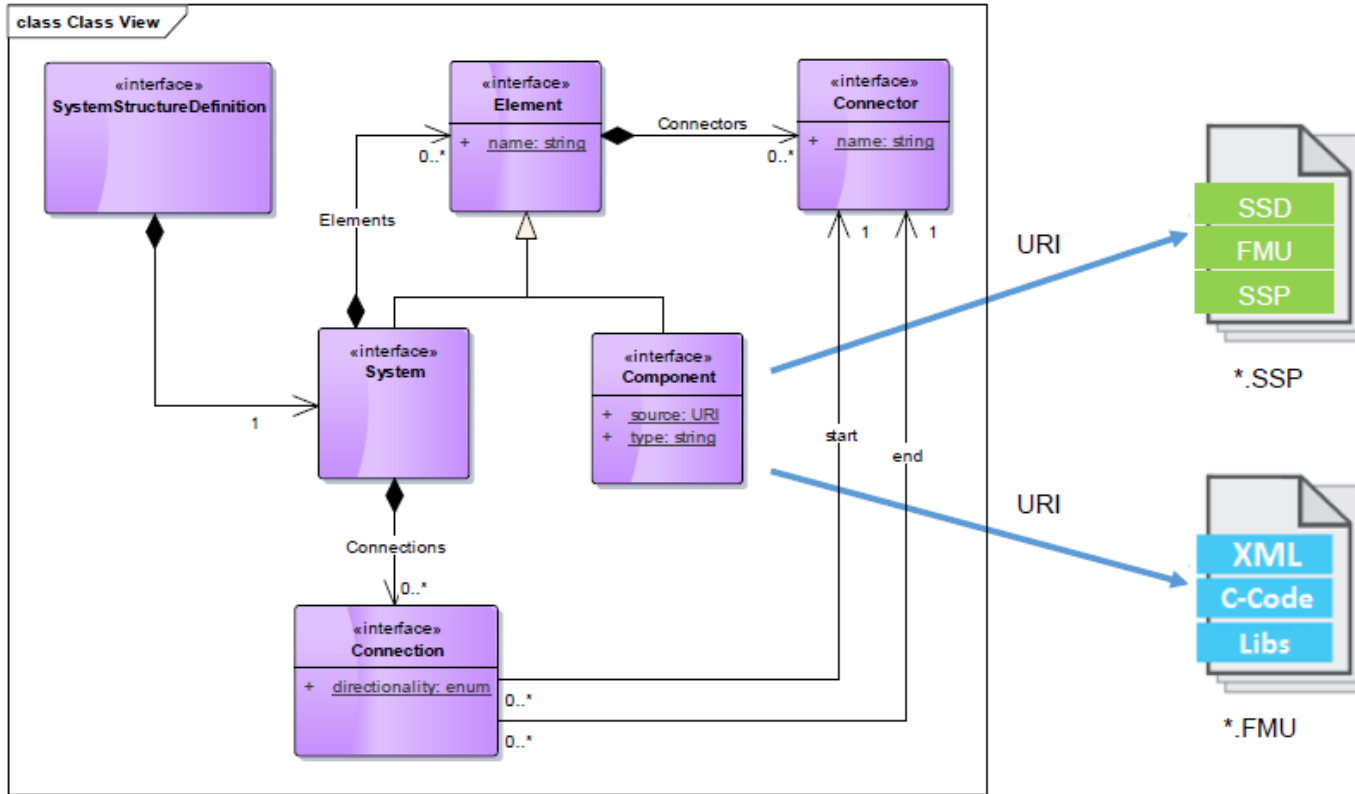 class Class View
«interface»
SystemStructureDefinition
«interface»
Element
+ name: string
«interface»
Connector
+ name: string
Connectors
0..*
0..*
Elements
1
1
URI
SSD
FMU
SSP
*.SSP
«interface»
System
«interface»
Component
+ source: URI
+ type: string
1
start
end
URI
XML
C-Code
Libs
*.FMU
Connections
0..*
«interface»
Connection
+ directionality: enum
0..*
0..*